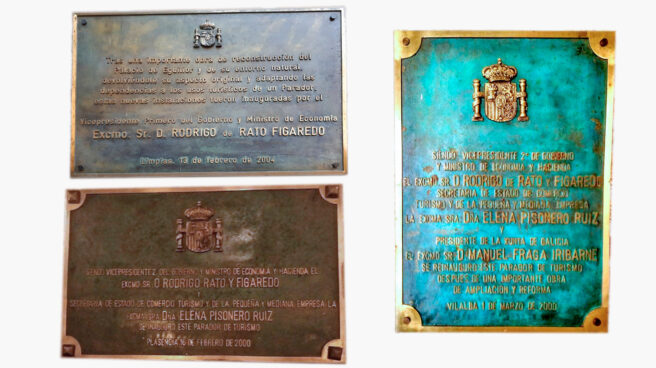 Tras una importante obra de reconstrucción del
Palacio de Eguilior y de su entorno natural,
devolviéndole su aspecto original y adaptando las
dependencias a los usos turísticos de un Parador,
estas nuevas instalaciones fueron inauguradas por el
Vicepresidente Primero del Gobierno y Ministro de Economía
Excmo. Sr. D. RODRIGO de RATO FIGAREDO
Limpias, 13 de febrero de 2004
SIENDO VICEPRESIDENTE 2º DEL GOBIERNO Y MINISTRO DE ECONOMIA Y HACIENDA EL
EXCMO SR. D RODRIGO RATO Y FIGAREDO
Y
SECRETARIA DE ESTADO DE COMERCIO TURISMO Y DE LA PEQUEÑA Y MEDIANA EMPRESA LA
EXCMA SRA. DÑA ELENA PISONERO RUIZ
SE INAUGURO ESTE PARADOR DE TURISMO
PLASENCIA 16 DE FEBRERO DE 2000
SIENDO VICEPRESIDENTE 2º DE GOBIERNO
Y MINISTRO DE ECONOMIA Y HACIENDA
EL EXCMO SR. D RODRIGO DE RATO Y FIGAREDO
SECRETARIA DE ESTADO DE COMERCIO
TURISMO Y DE LA PEQUEÑA Y MEDIANA EMPRESA
LA EXCMA SRA. DÑA ELENA PISONERO RUIZ
Y
PRESIDENTE DE LA XUNTA DE GALICIA
EL EXCMO SR. D MANUEL FRAGA IRIBARNE
SE REINAUGURO ESTE PARADOR DE TURISMO
DESPUES DE UNA IMPORTANTE OBRA
DE AMPLIACION Y REFORMA
VILALBA 1 DE MARZO DE 2000